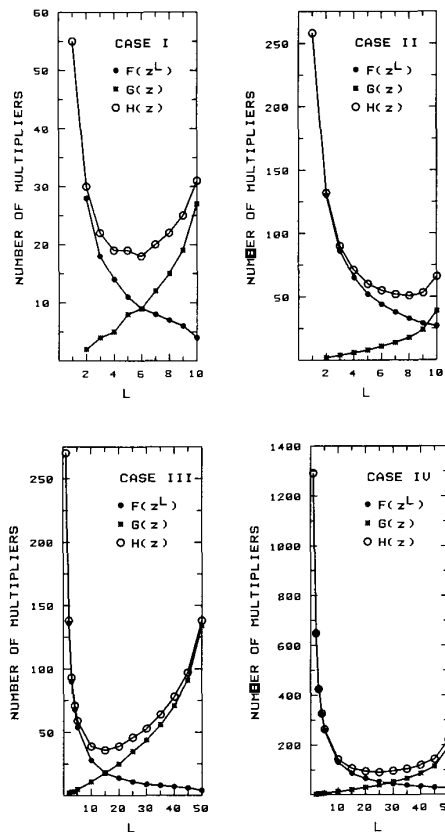 CASE I
F(z^L)
G(z)
H(z)
NUMBER OF MULTIPLIERS
60
50
40
30
20
10
2 4 6 8 10
L
CASE II
F(z^L)
G(z)
H(z)
NUMBER OF MULTIPLIERS
250
200
150
100
50
2 4 6 8 10
L
CASE III
F(z^L)
G(z)
H(z)
NUMBER OF MULTIPLIERS
250
200
150
100
50
10 20 30 40 50
L
CASE IV
F(z^L)
G(z)
H(z)
NUMBER OF MULTIPLIERS
1400
1200
1000
800
600
400
200
10 20 30 40 50
L